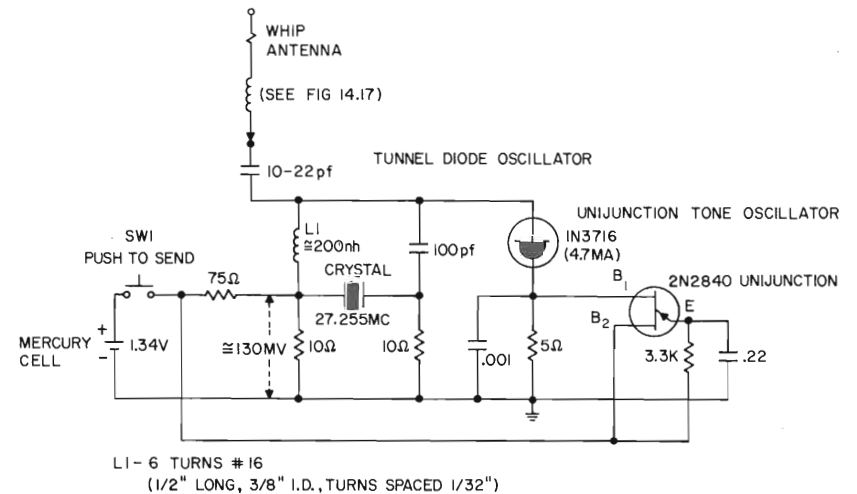 WHIP
ANTENNA
(SEE FIG 14.17)
10-22pf
TUNNEL DIODE OSCILLATOR
UNIJUNCTION TONE OSCILLATOR
L1
≅200nh
100pf
1N3716
(4.7MA)
SW1
PUSH TO SEND
75Ω
CRYSTAL
27.255MC
B1
2N2840 UNIJUNCTION
B2
E
MERCURY
CELL
+
1.34V
-
≅130MV
10Ω
10Ω
.001
5Ω
3.3K
.22
L1- 6 TURNS #16
(1/2" LONG, 3/8" I.D., TURNS SPACED 1/32")